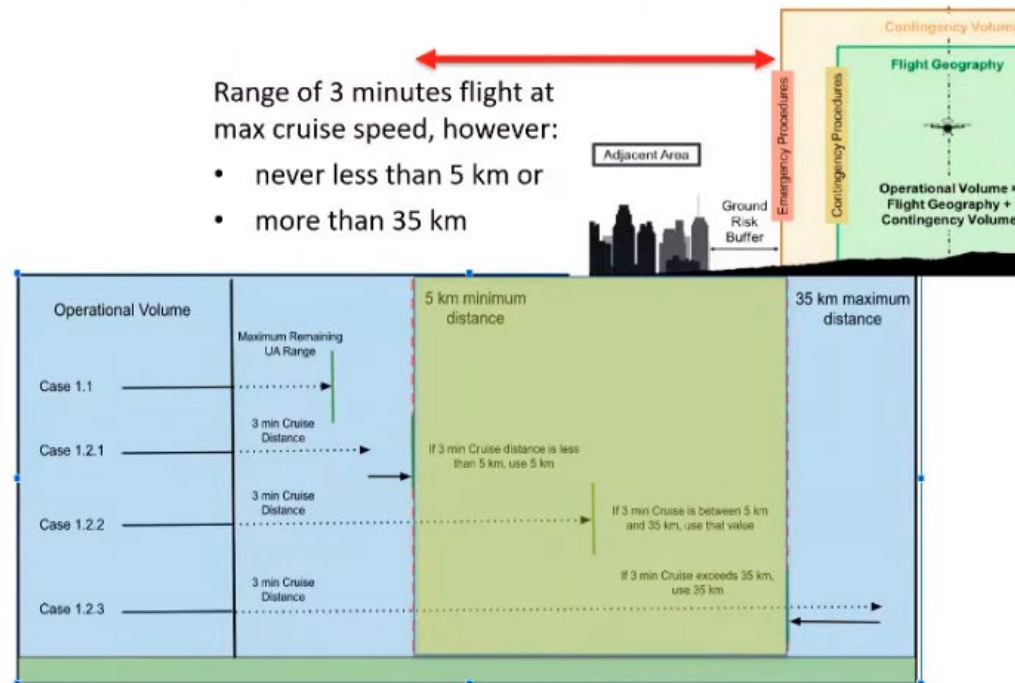 Contingency Volume
Flight Geography
Range of 3 minutes flight at
max cruise speed, however:
• never less than 5 km or
• more than 35 km
Adjacent Area
Ground
Risk
Buffer
Emergency Procedures
Contingency Procedures
Operational Volume =
Flight Geography +
Contingency Volume
Operational Volume
5 km minimum
distance
35 km maximum
distance
Maximum Remaining
UA Range
Case 1.1
3 min Cruise
Distance
Case 1.2.1
If 3 min Cruise distance is less
than 5 km, use 5 km
3 min Cruise
Distance
Case 1.2.2
If 3 min Cruise is between 5 km
and 35 km, use that value
If 3 min Cruise exceeds 35 km,
use 35 km
3 min Cruise
Distance
Case 1.2.3